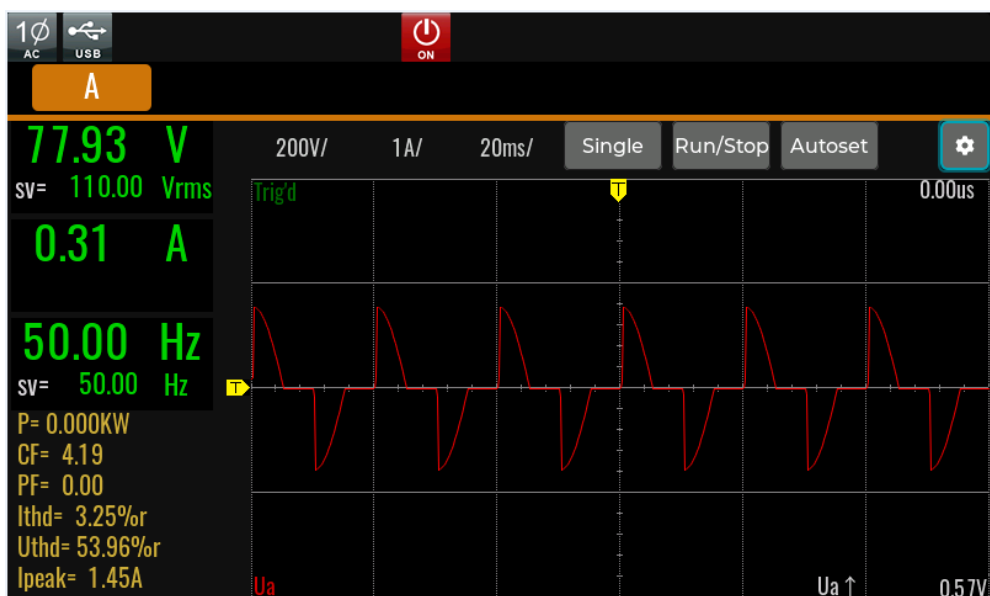 1Ø
AC
USB
ON
A
77.93 V
sv= 110.00 Vrms
0.31 A
50.00 Hz
sv= 50.00 Hz
P= 0.000KW
CF= 4.19
PF= 0.00
Ithd= 3.25%r
Uthd= 53.96%r
Ipeak= 1.45A
200V/ 1A/ 20ms/ Single Run/Stop Autoset
Trig'd T 0.00us
T
Ua Ua↑ 0.57V